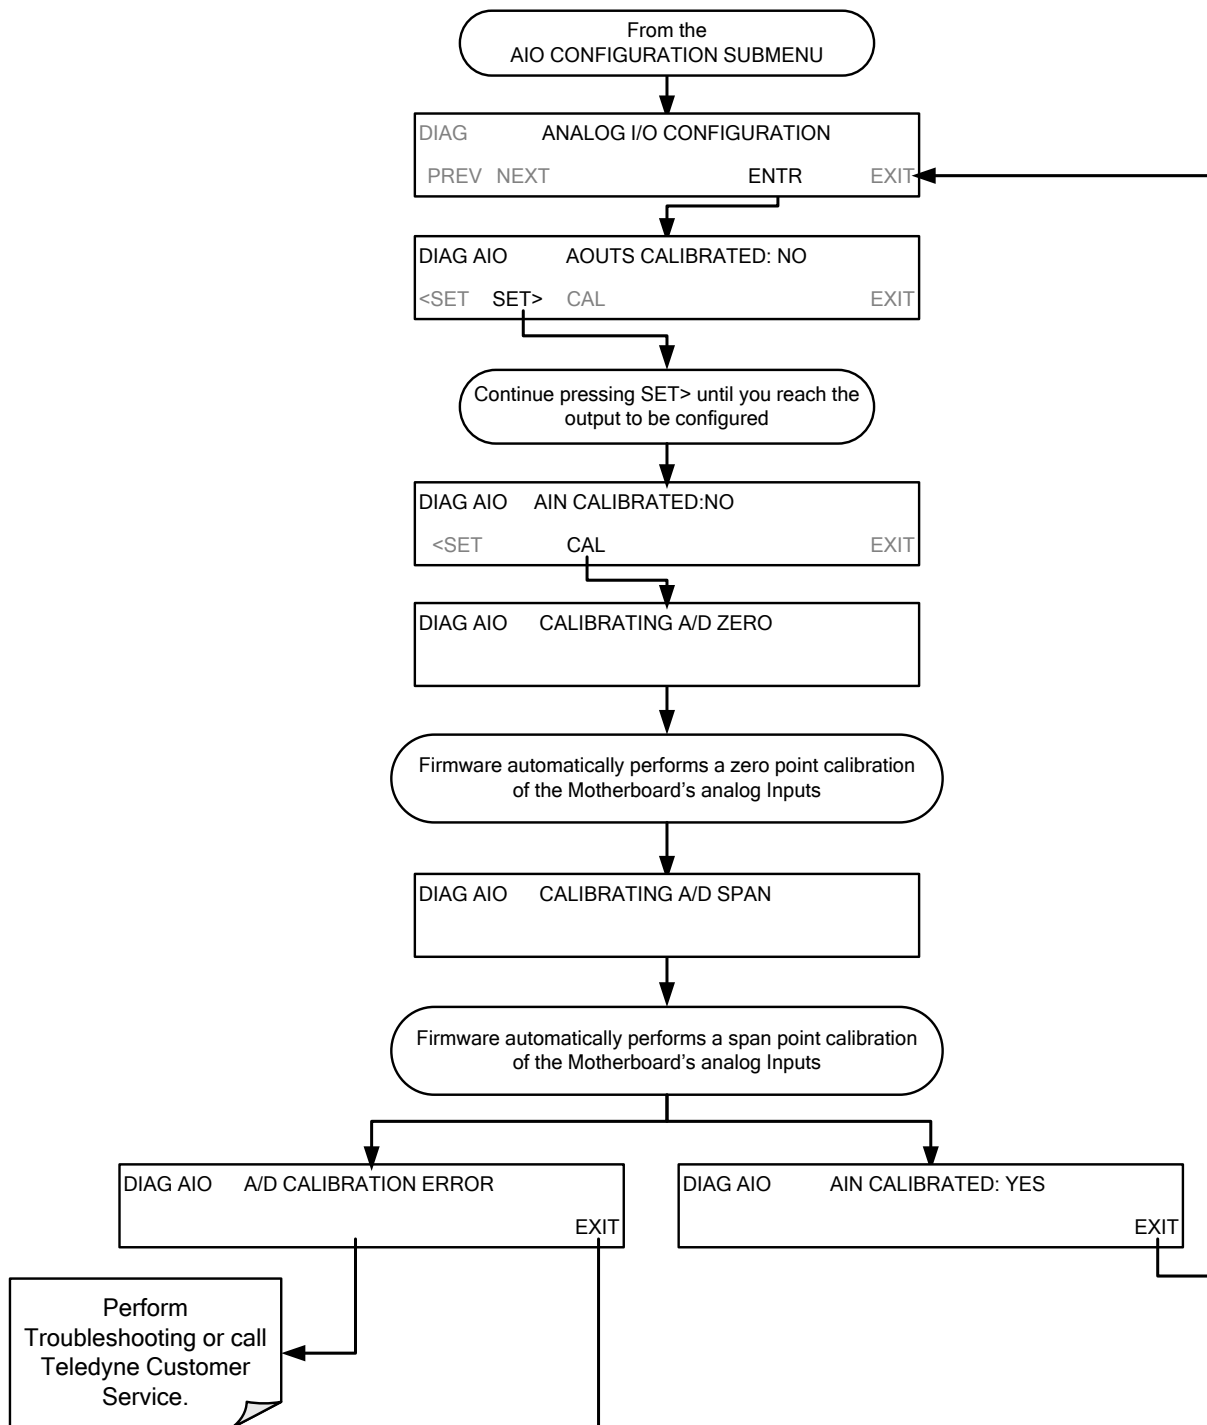 From the
AIO CONFIGURATION SUBMENU
DIAG ANALOG I/O CONFIGURATION
PREV NEXT ENTR EXIT
DIAG AIO AOUTS CALIBRATED: NO
<SET SET> CAL EXIT
Continue pressing SET> until you reach the
output to be configured
DIAG AIO AIN CALIBRATED:NO
<SET CAL EXIT
DIAG AIO CALIBRATING A/D ZERO
Firmware automatically performs a zero point calibration
of the Motherboard’s analog Inputs
DIAG AIO CALIBRATING A/D SPAN
Firmware automatically performs a span point calibration
of the Motherboard’s analog Inputs
DIAG AIO A/D CALIBRATION ERROR
EXIT
DIAG AIO AIN CALIBRATED: YES
EXIT
Perform
Troubleshooting or call
Teledyne Customer
Service.